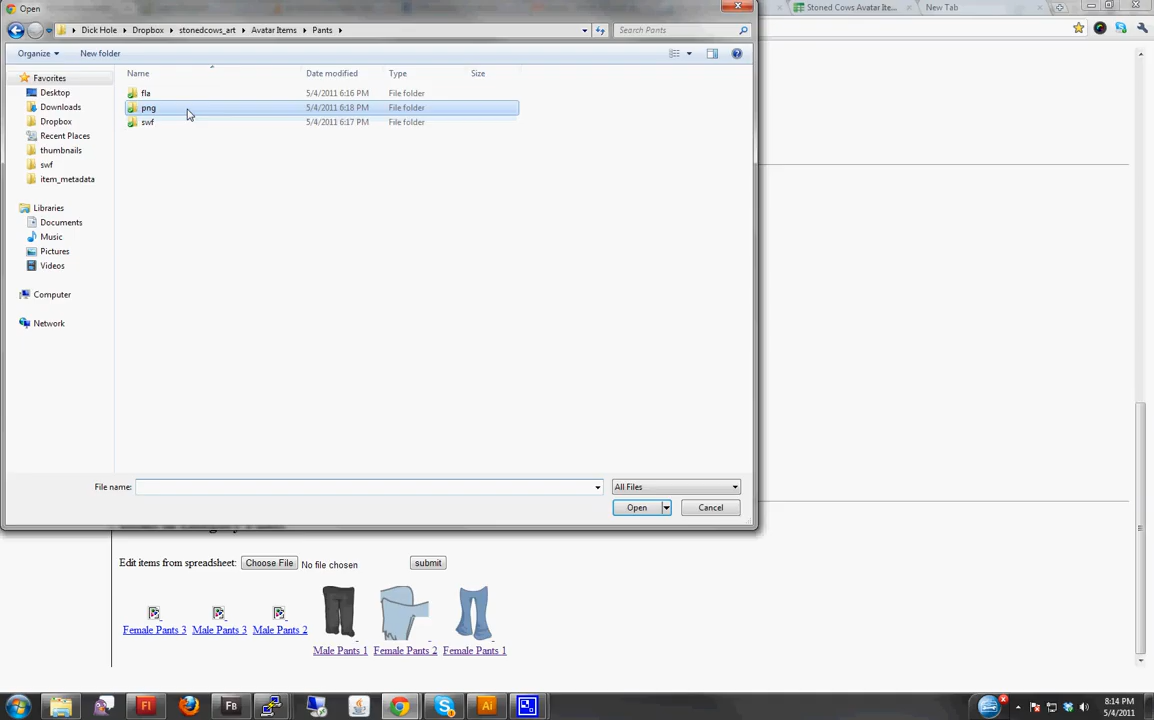 Open
Stoned Cows Avatar Ite...
New Tab
Dick Hole
Dropbox
stonedcows_art
Avatar Items
Pants
Search Pants
Organize
New folder
Name
Date modified
Type
Size
Favorites
Desktop
Downloads
Dropbox
Recent Places
thumbnails
swf
item_metadata
Libraries
Documents
Music
Pictures
Videos
Computer
Network
fla 5/4/2011 6:16 PM File folder
png 5/4/2011 6:18 PM File folder
swf 5/4/2011 6:17 PM File folder
File name:
All Files
Open
Cancel
Edit items from spreadsheet: Choose File No file chosen submit
Female Pants 3 Male Pants 3 Male Pants 2
Male Pants 1 Female Pants 2 Female Pants 1
Fl
Fb
Ai
8:14 PM
5/4/2011